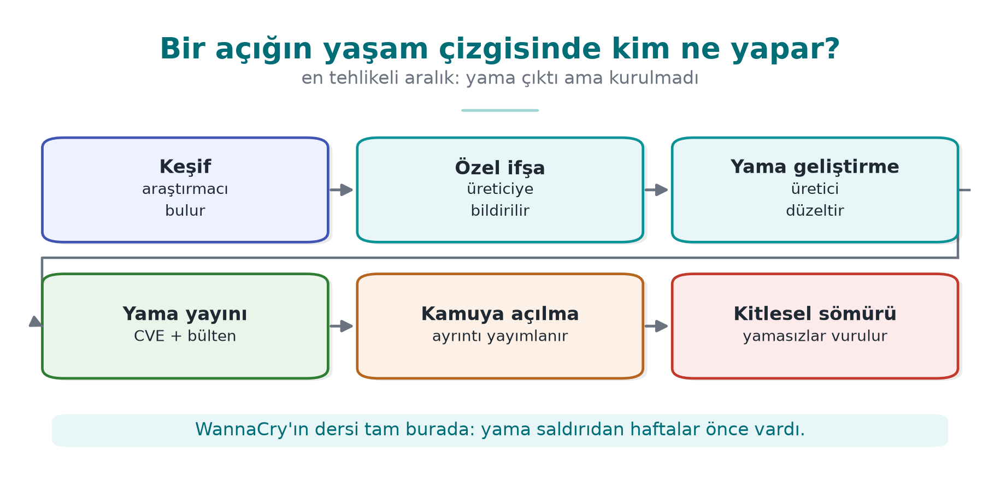 Bir açığın yaşam çizgisinde kim ne yapar?
en tehlikeli aralık: yama çıktı ama kurulmadı
Keşif
araştırmacı
bulur
Özel ifşa
üreticiye
bildirilir
Yama geliştirme
üretici
düzeltir
Yama yayını
CVE + bülten
Kamuya açılma
ayrıntı yayımlanır
Kitlesel sömürü
yamasızlar vurulur
WannaCry'ın dersi tam burada: yama saldırıdan haftalar önce vardı.